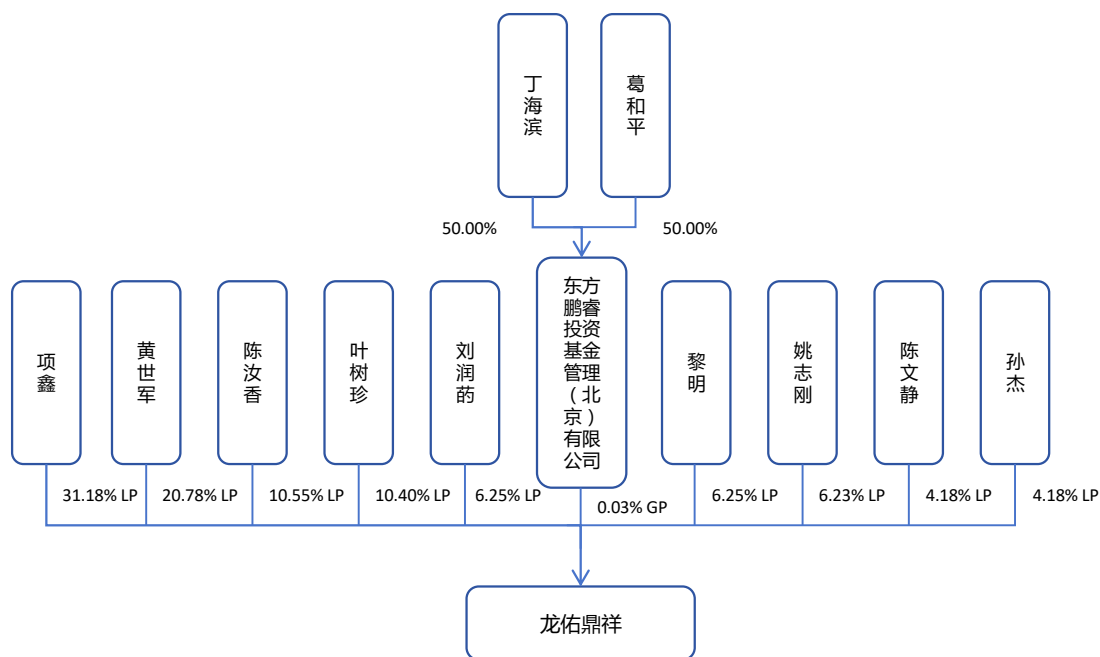 丁海滨
葛和平
50.00%
50.00%
项鑫
黄世军
陈汝香
叶树珍
刘润菂
东方
鹏睿
投资
基金
管理
（北
京）
有限
公司
黎明
姚志刚
陈文静
孙杰
31.18% LP
20.78% LP
10.55% LP
10.40% LP
6.25% LP
0.03% GP
6.25% LP
6.23% LP
4.18% LP
4.18% LP
龙佑鼎祥